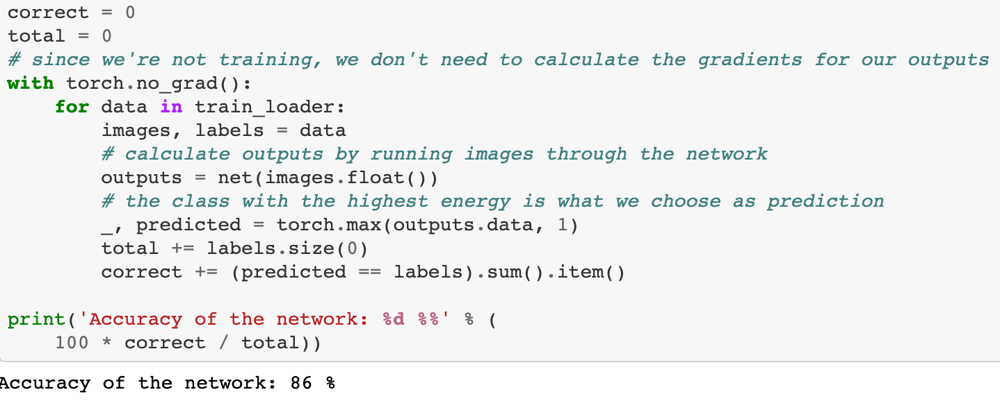 correct = 0
total = 0
# since we're not training, we don't need to calculate the gradients for our outputs
with torch.no_grad():
    for data in train_loader:
        images, labels = data
        # calculate outputs by running images through the network
        outputs = net(images.float())
        # the class with the highest energy is what we choose as prediction
        _, predicted = torch.max(outputs.data, 1)
        total += labels.size(0)
        correct += (predicted == labels).sum().item()

print('Accuracy of the network: %d %%' % (
    100 * correct / total))
Accuracy of the network: 86 %